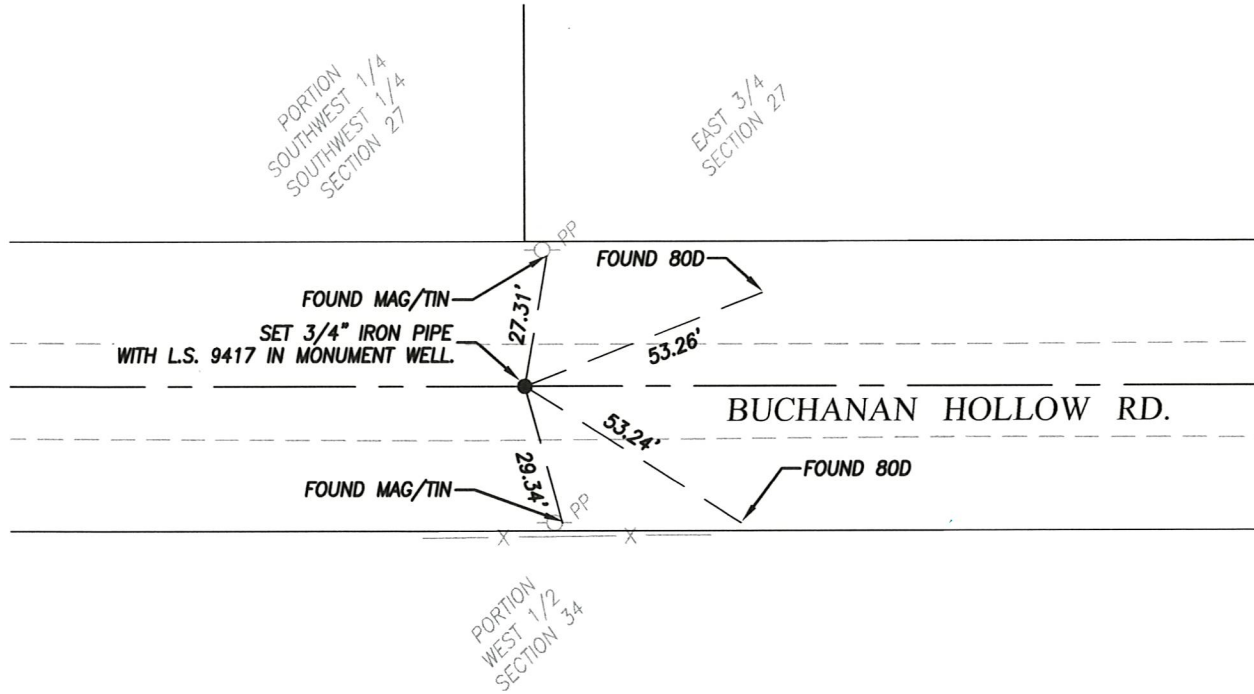 PORTION
SOUTHWEST 1/4
SOUTHWEST 1/4
SECTION 27
EAST 3/4
SECTION 27
PP
FOUND 80D
FOUND MAG/TIN
27.31'
SET 3/4" IRON PIPE
WITH L.S. 9417 IN MONUMENT WELL.
53.26'
BUCHANAN HOLLOW RD.
53.24'
29.34'
FOUND 80D
FOUND MAG/TIN
PP
X X
PORTION
WEST 1/2
SECTION 34